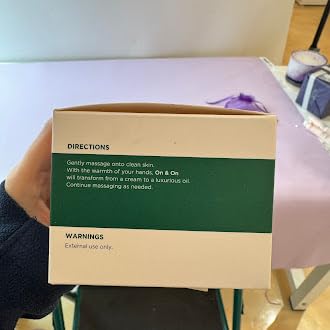 DIRECTIONS
Gently massage onto clean skin.
With the warmth of your hands, On & On
will transform from a cream to a luxurious oil.
Continue massaging as needed.
WARNINGS
External use only.